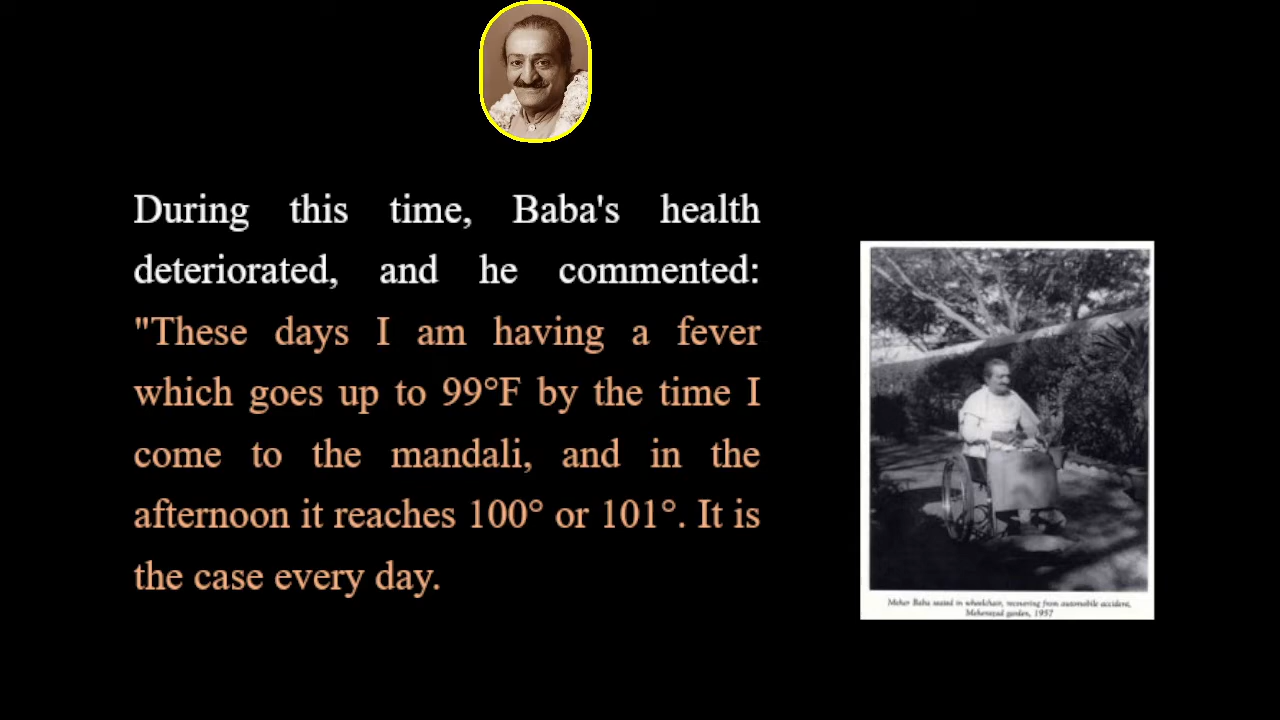 During this time, Baba's health
deteriorated, and he commented:
"These days I am having a fever
which goes up to 99°F by the time I
come to the mandali, and in the
afternoon it reaches 100° or 101°. It is
the case every day.
Meher Baba seated in wheelchair, recovering from automobile accident,
Meherazad garden, 1957